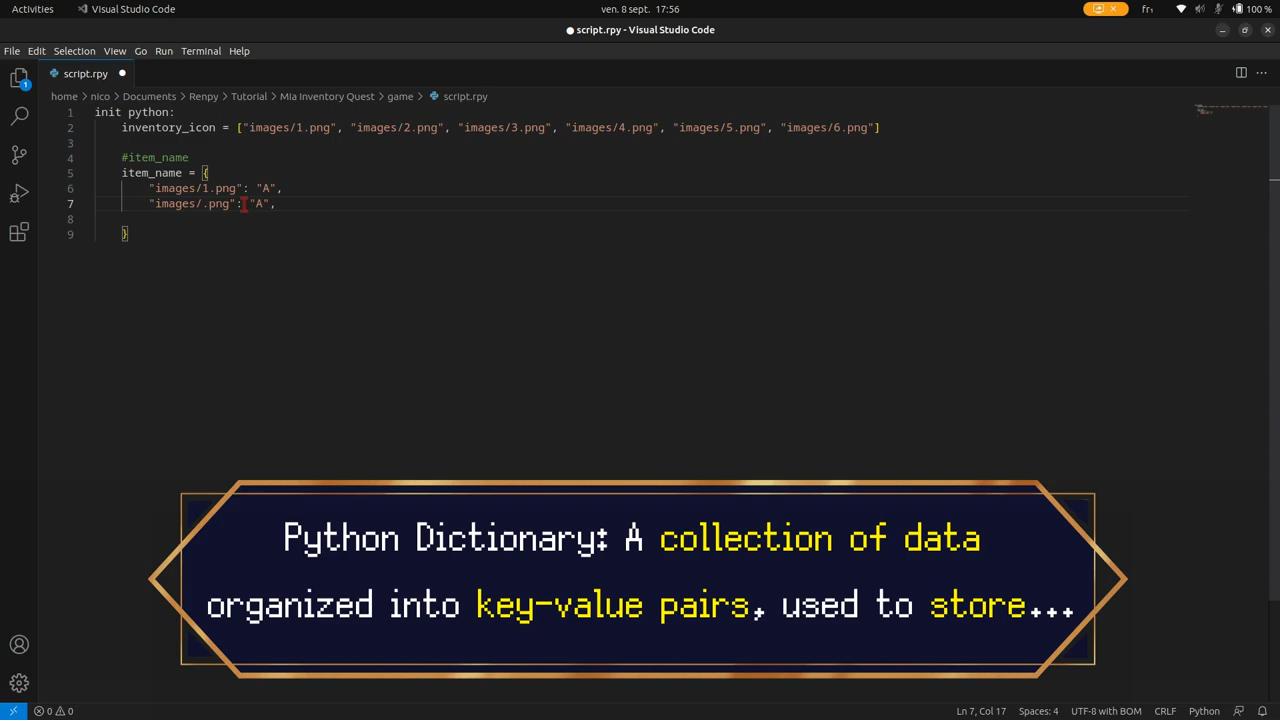 Activities Visual Studio Code ven. 8 sept. 17:56 fr₁ 100 %
script.rpy - Visual Studio Code
File Edit Selection View Go Run Terminal Help
script.rpy
home > nico > Documents > Renpy > Tutorial > Mia Inventory Quest > game > script.rpy
1 init python:
2 inventory_icon = ["images/1.png", "images/2.png", "images/3.png", "images/4.png", "images/5.png", "images/6.png"]
3
4 #item_name
5 item_name = {
6 "images/1.png": "A",
7 "images/.png": "A",
8
9 }
1
Python Dictionary: A collection of data
organized into key-value pairs, used to store...
0 0 Ln 7, Col 17 Spaces: 4 UTF-8 with BOM CRLF Python